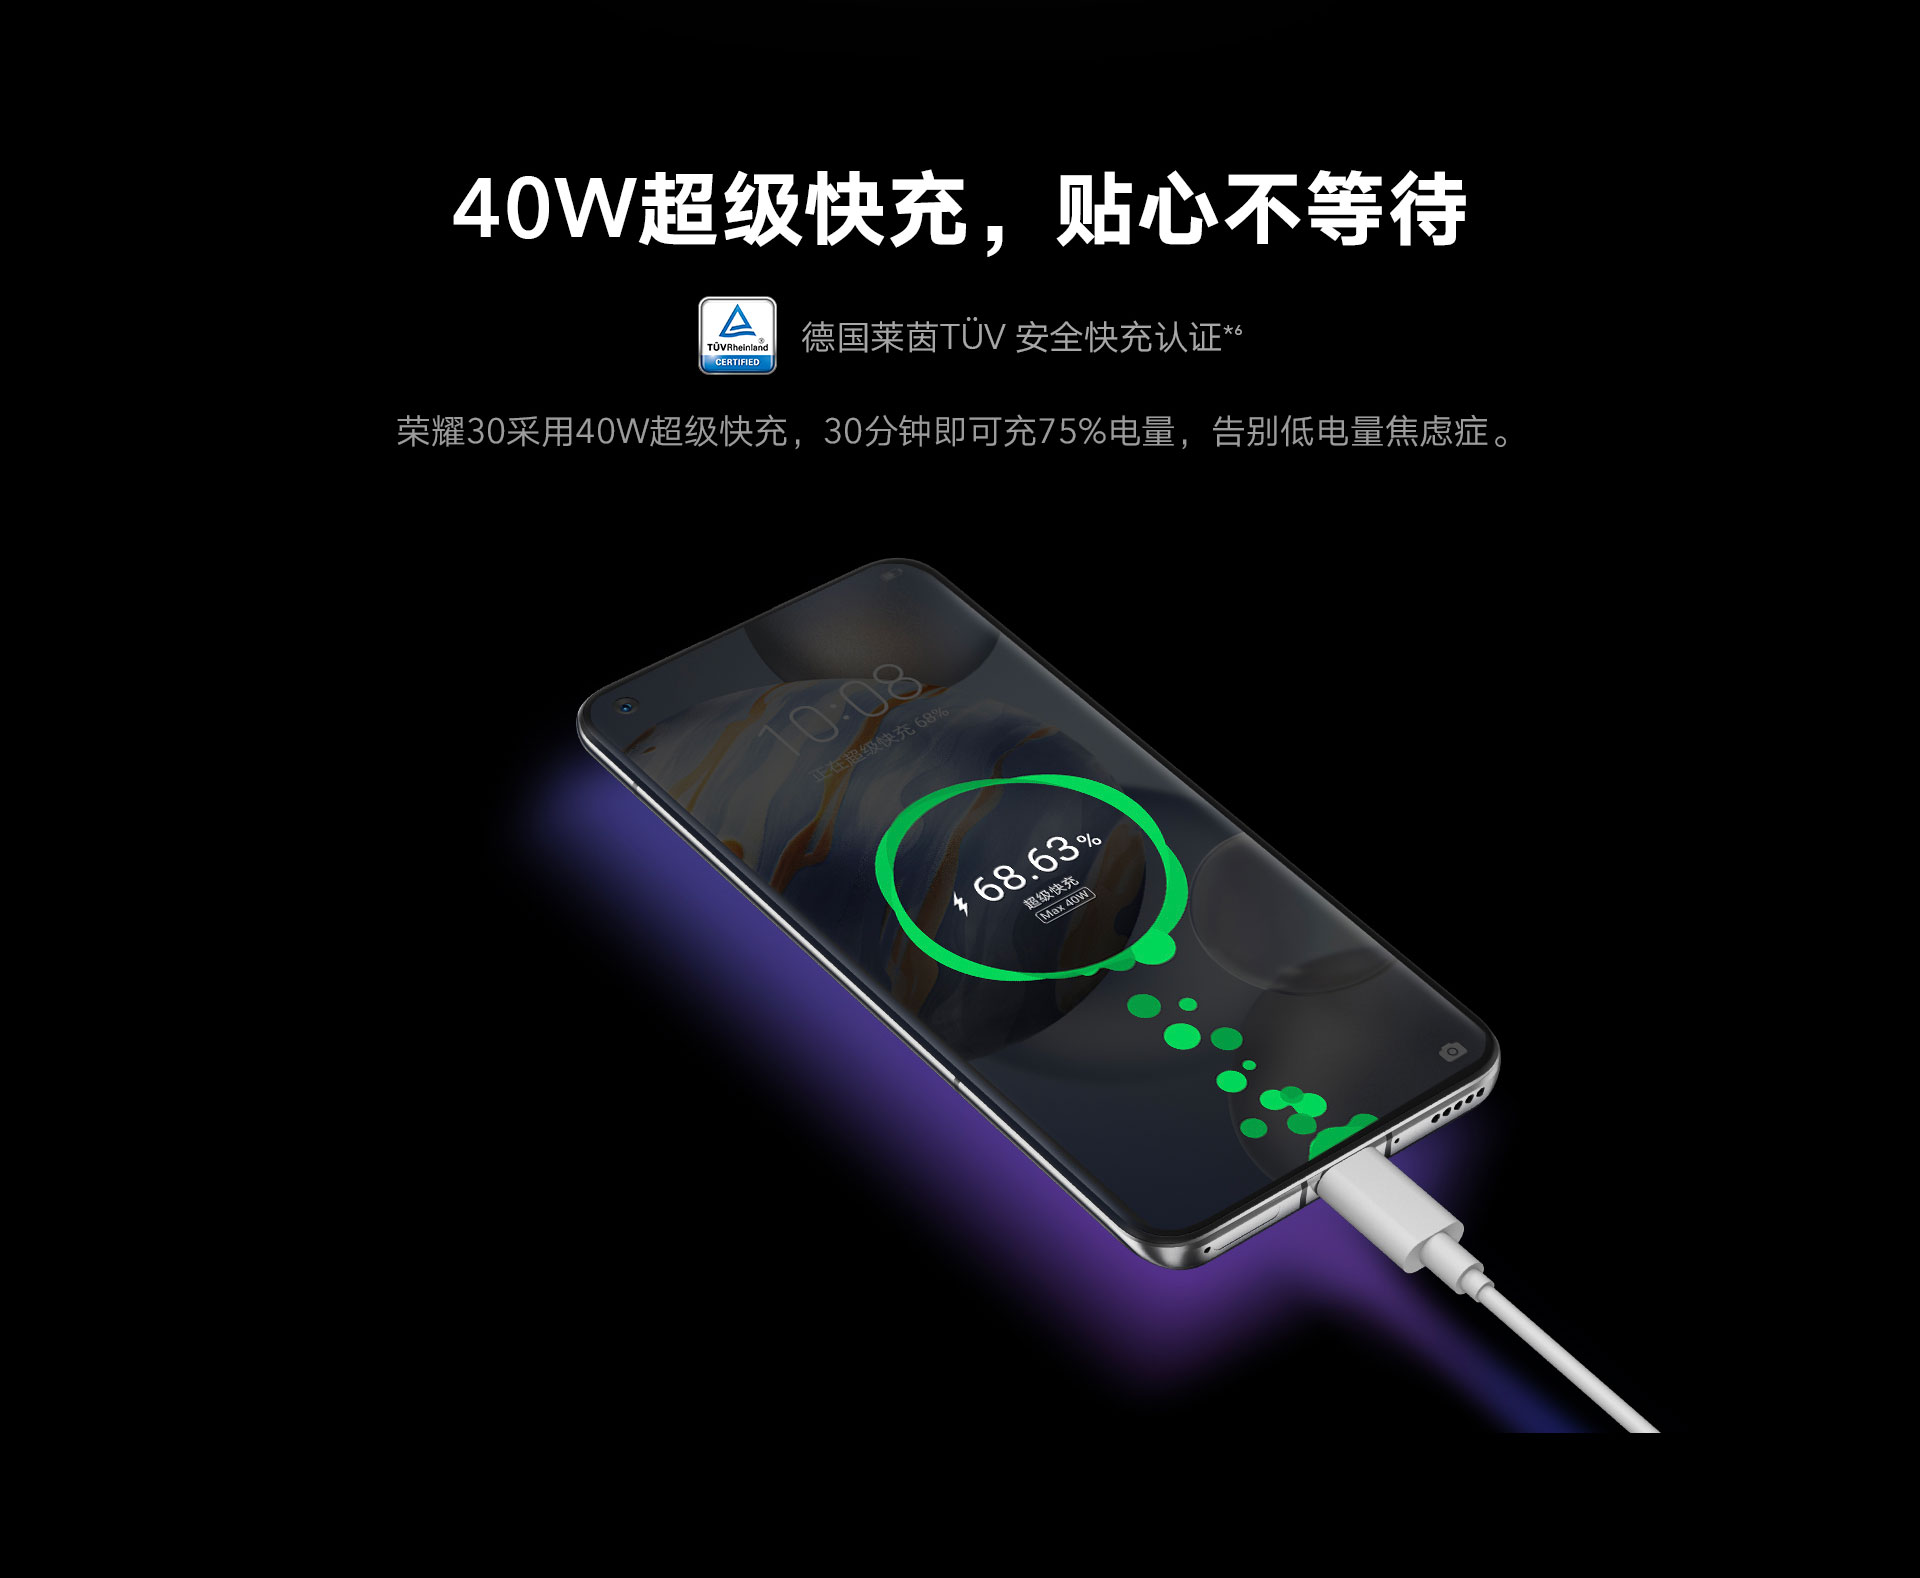 40W超级快充，贴心不等待
TÜVRheinland®
CERTIFIED
德国莱茵TÜV 安全快充认证*⁶
荣耀30采用40W超级快充，30分钟即可充75%电量，告别低电量焦虑症。
10:08
正在超级快充 68%
68.63%
超级快充
Max 40W